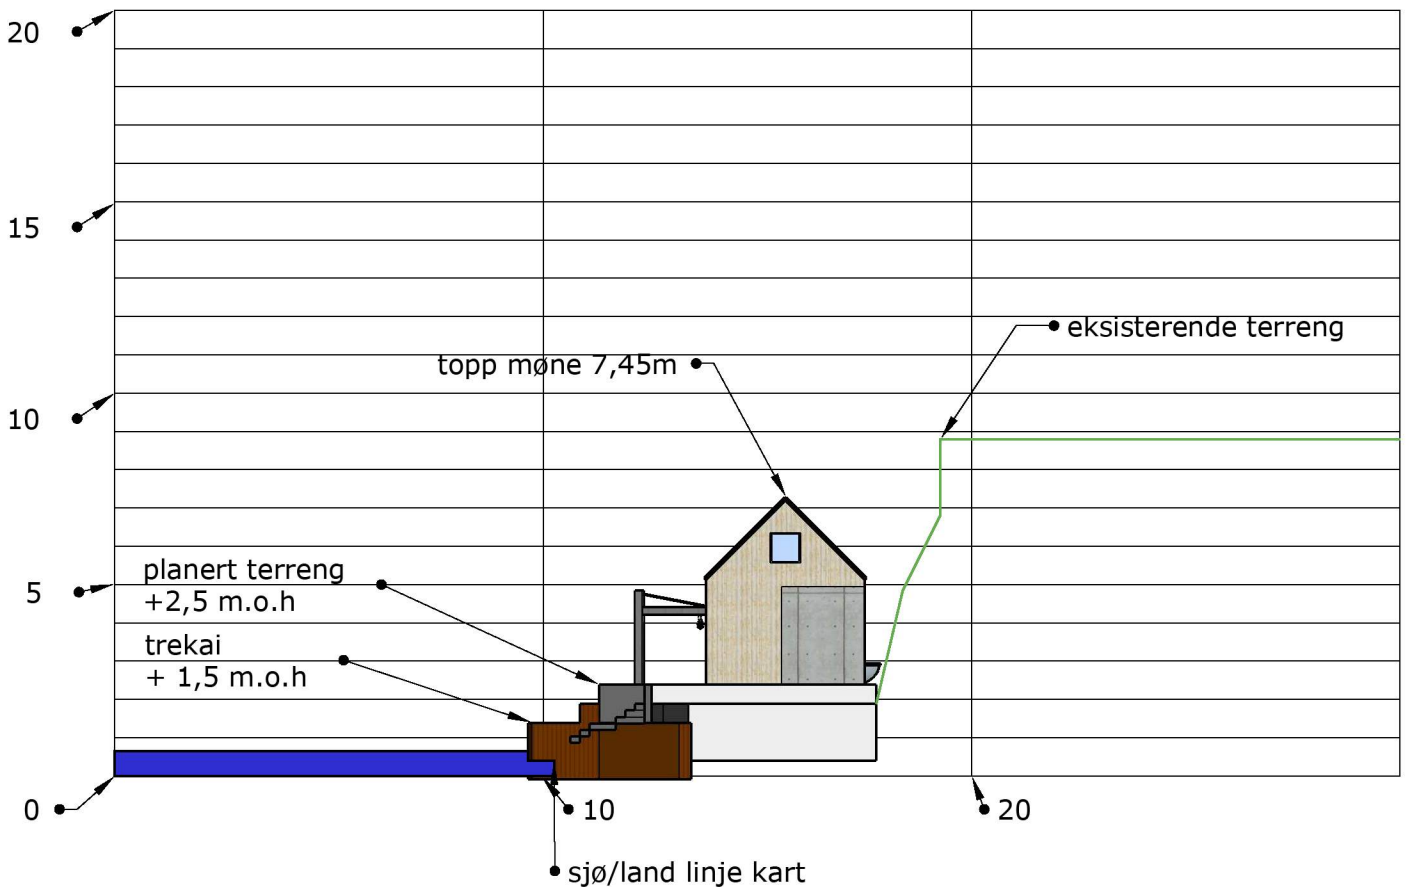 20
15
eksisterende terreng
topp møne 7,45m
10
planert terreng
+2,5 m.o.h
5
trekai
+ 1,5 m.o.h
0
10
20
sjø/land linje kart